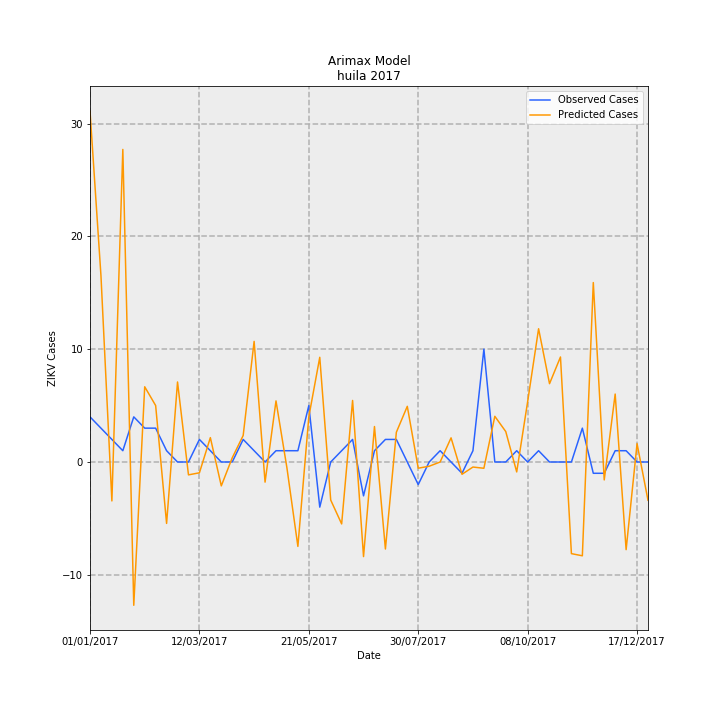 Arimax Model
huila 2017
Observed Cases
Predicted Cases
30
20
10
0
−10
ZIKV Cases
01/01/2017 12/03/2017 21/05/2017 30/07/2017 08/10/2017 17/12/2017
Date